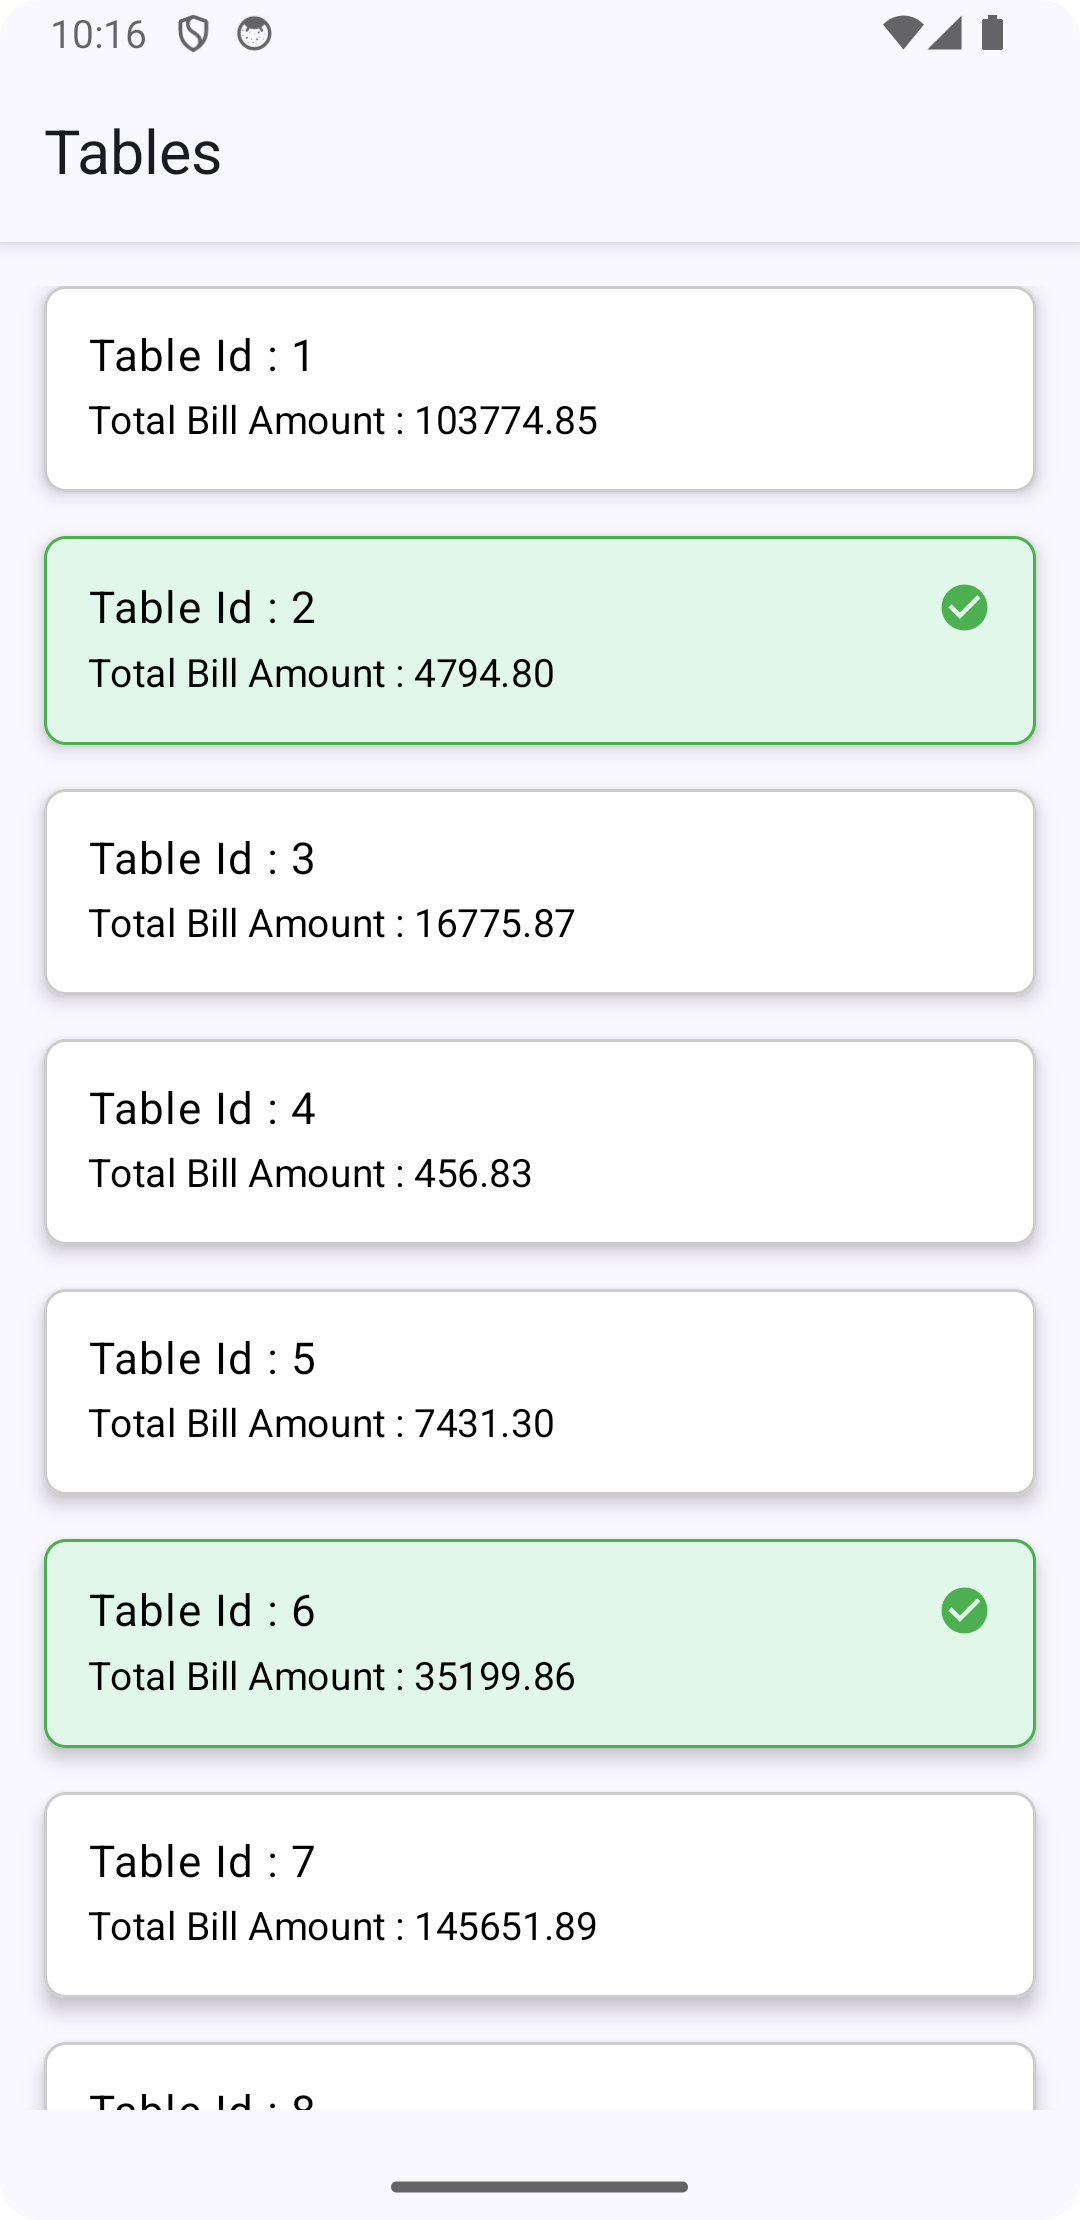 10:16
Tables
Table Id : 1
Total Bill Amount : 103774.85
Table Id : 2
Total Bill Amount : 4794.80
Table Id : 3
Total Bill Amount : 16775.87
Table Id : 4
Total Bill Amount : 456.83
Table Id : 5
Total Bill Amount : 7431.30
Table Id : 6
Total Bill Amount : 35199.86
Table Id : 7
Total Bill Amount : 145651.89
Table Id : 8